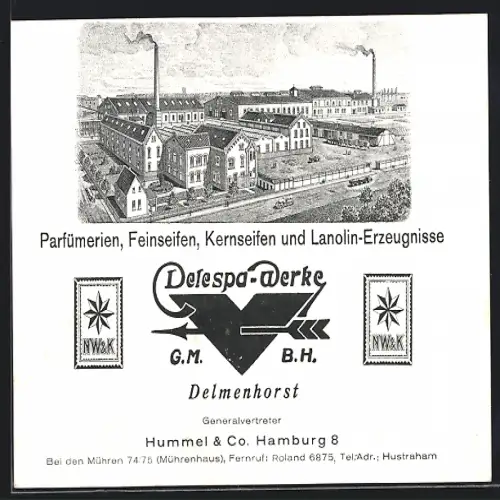 Parfümerien, Feinseifen, Kernseifen und Lanolin-Erzeugnisse
Delespa-Werke
NW&K
G.M. B.H.
NW&K
Delmenhorst
Generalvertreter
Hummel & Co. Hamburg 8
Bei den Mühren 74/75 (Mührenhaus), Fernruf: Roland 6875, Tel:Adr.; Hustraham